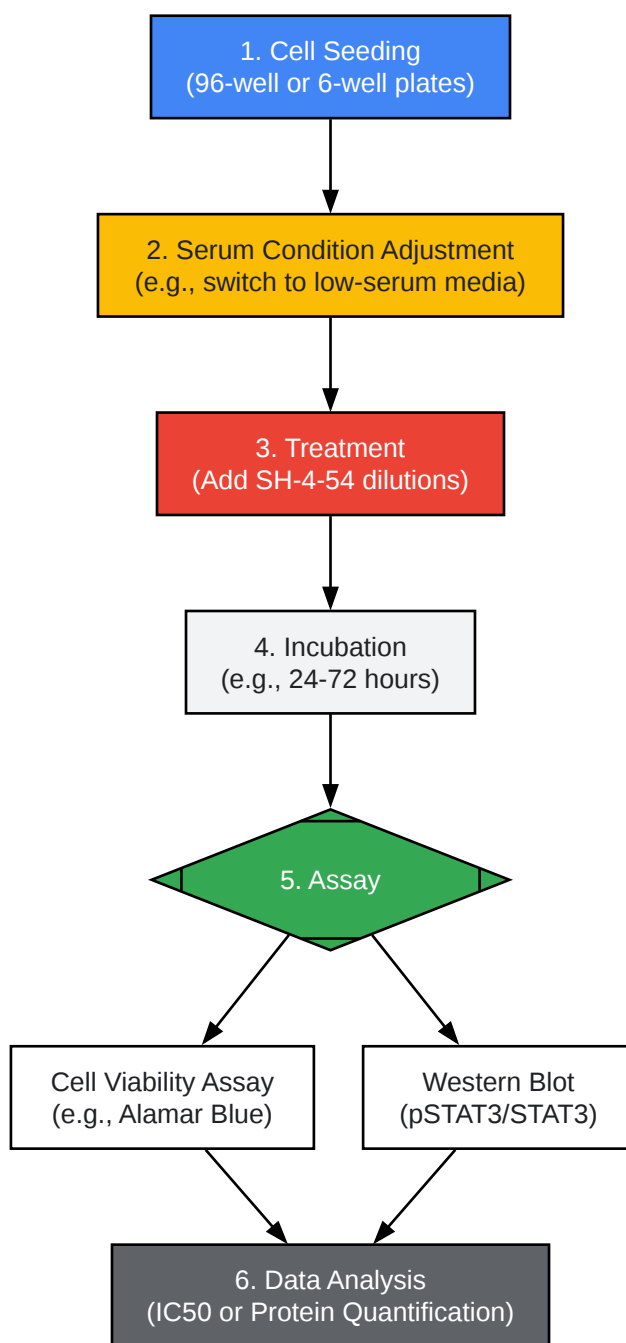 1. Cell Seeding
(96-well or 6-well plates)
2. Serum Condition Adjustment
(e.g., switch to low-serum media)
3. Treatment
(Add SH-4-54 dilutions)
4. Incubation
(e.g., 24-72 hours)
5. Assay
Cell Viability Assay
(e.g., Alamar Blue)
Western Blot
(pSTAT3/STAT3)
6. Data Analysis
(IC50 or Protein Quantification)